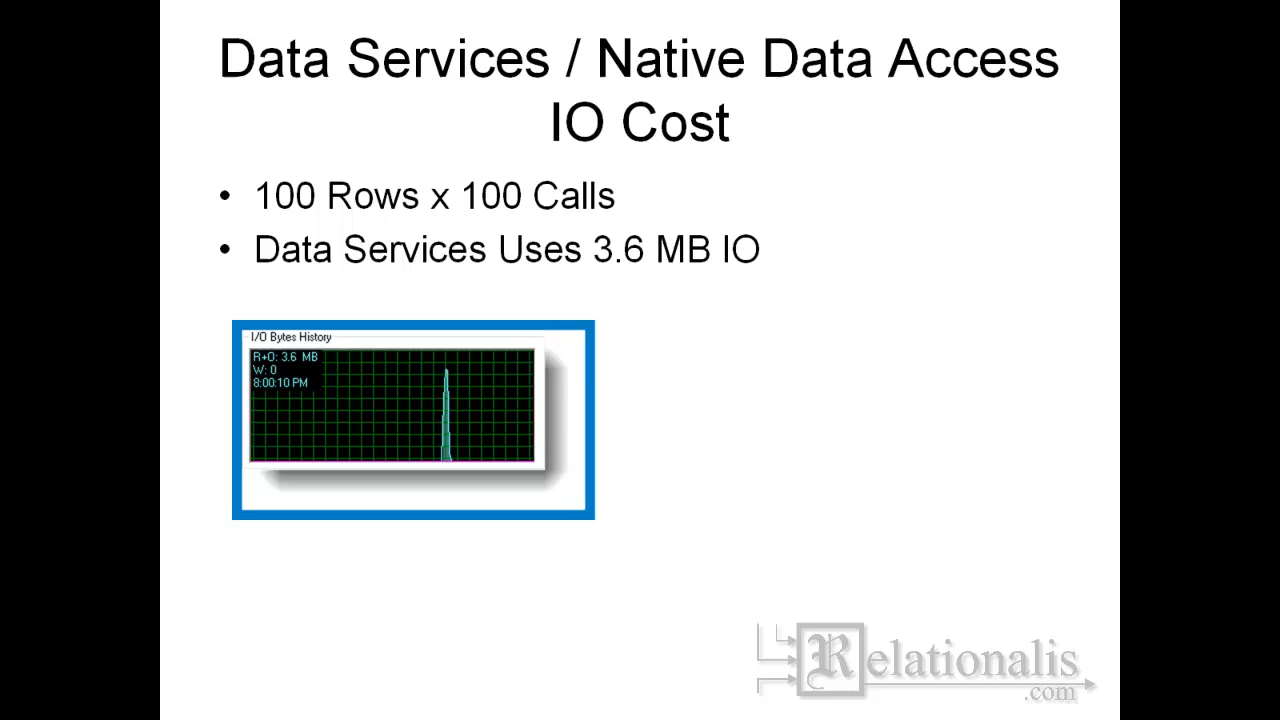 Data Services / Native Data Access
IO Cost
• 100 Rows x 100 Calls
• Data Services Uses 3.6 MB IO
I/O Bytes History
R+O: 3.6 MB
W: 0
8:00:10 PM
Relationalis
.com